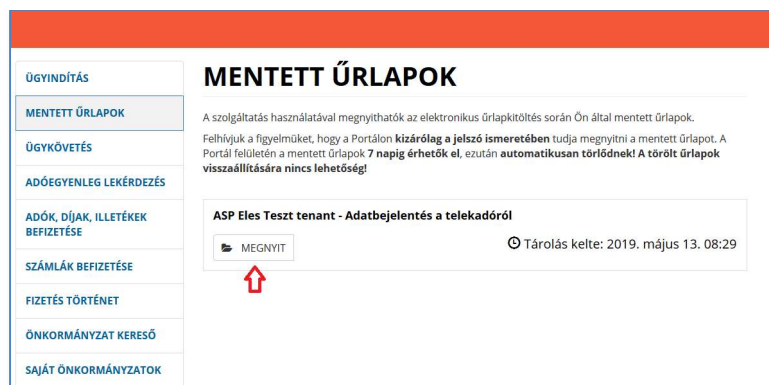 ÜGYINDÍTÁS
MENTETT ŰRLAPOK
ÜGYKÖVETÉS
ADÓEGYENLEG LEKÉRDEZÉS
ADÓK, DÍJAK, ILLETÉKEK
BEFIZETÉSE
SZÁMLÁK BEFIZETÉSE
FIZETÉS TÖRTÉNET
ÖNKORMÁNYZAT KERESŐ
SAJÁT ÖNKORMÁNYZATOK
MENTETT ŰRLAPOK
A szolgáltatás használatával megnyithatók az elektronikus űrlapkitöltés során Ön által mentett űrlapok.
Felhívjuk a figyelmüket, hogy a Portálon kizárólag a jelszó ismeretében tudja megnyitni a mentett űrlapot. A
Portál felületén a mentett űrlapok 7 napig érhetők el, ezután automatikusan törlődnek! A törölt űrlapok
visszaállítására nincs lehetőség!
ASP Eles Teszt tenant - Adatbejelentés a telekadóról
MEGNYIT
Tárolás kelte: 2019. május 13. 08:29